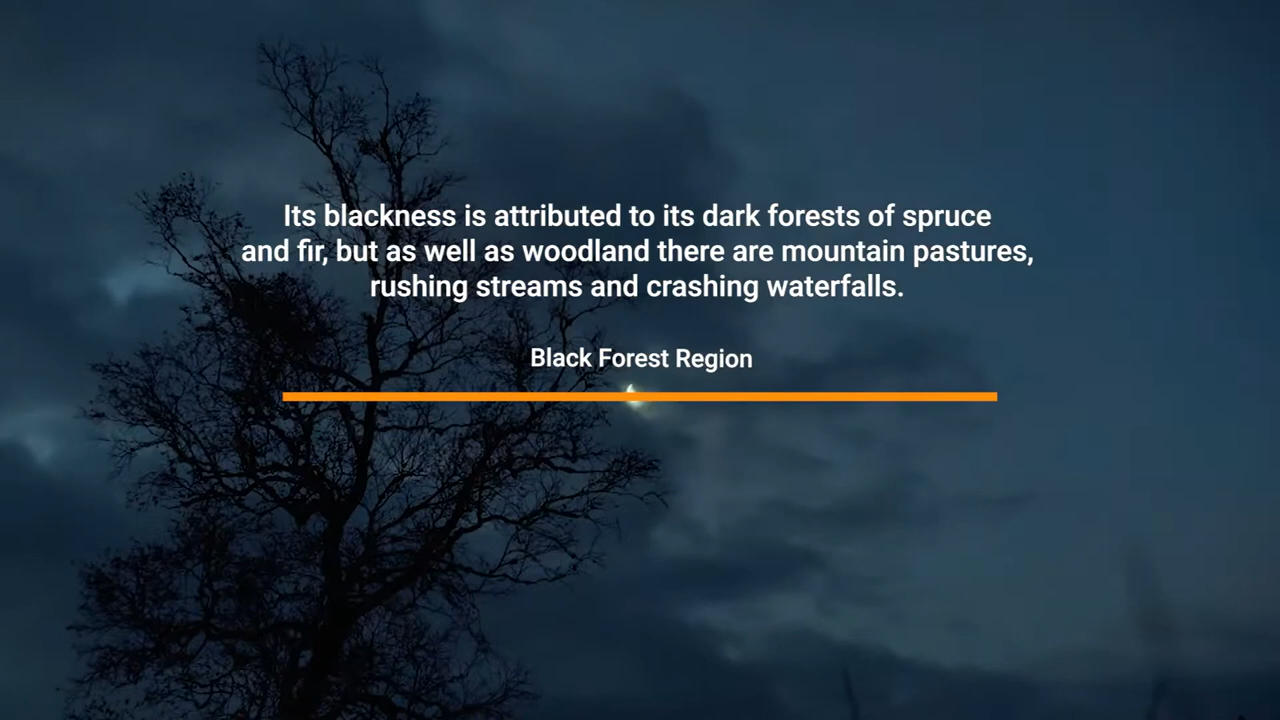 Its blackness is attributed to its dark forests of spruce
and fir, but as well as woodland there are mountain pastures,
rushing streams and crashing waterfalls.
Black Forest Region